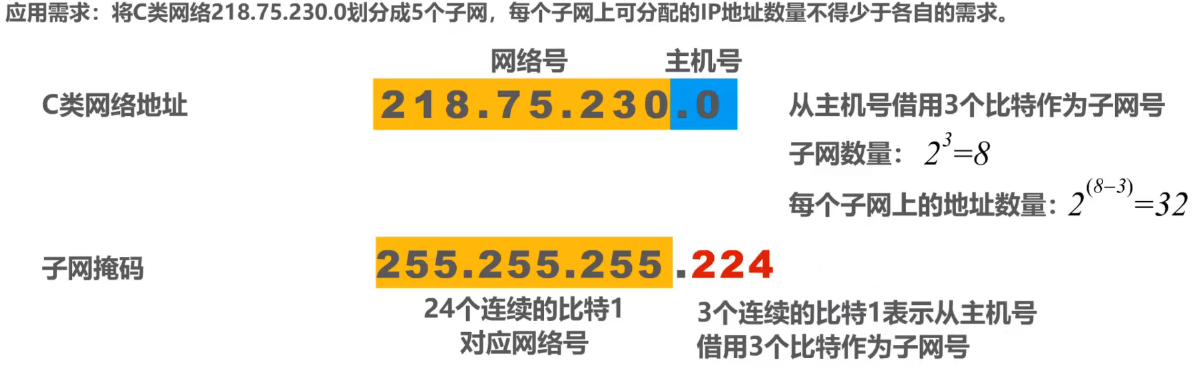 应用需求：将C类网络218.75.230.0划分成5个子网，每个子网上可分配的IP地址数量不得少于各自的需求。
网络号 主机号
C类网络地址 218.75.230.0 从主机号借用3个比特作为子网号
子网数量： 2^3=8
每个子网上的地址数量：2^(8-3)=32
子网掩码 255.255.255.224
24个连续的比特1
对应网络号
3个连续的比特1表示从主机号
借用3个比特作为子网号